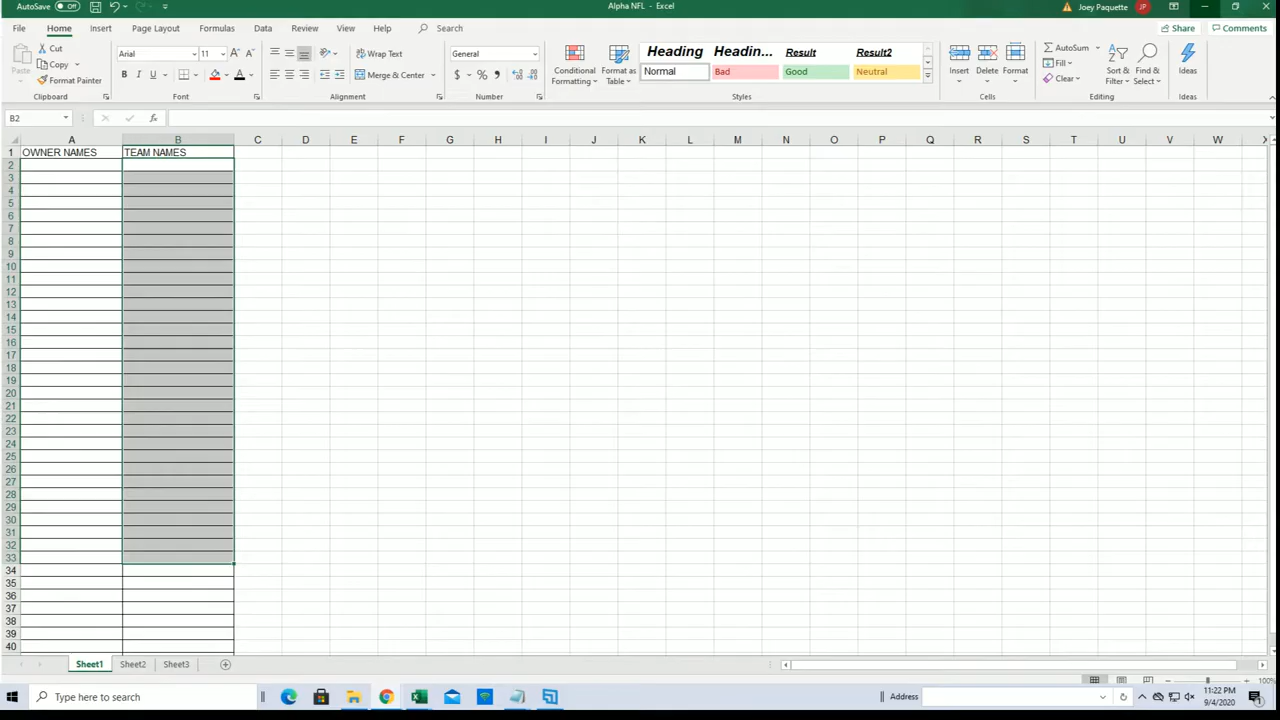 AutoSave Off
Alpha NFL - Excel
Joey Paquette JP
File Home Insert Page Layout Formulas Data Review View Help Search Share Comments
Paste Cut Copy Format Painter
Arial 11 A A B I U A
Wrap Text
Merge & Center
General
$ % ,
Conditional Formatting
Format as Table
Heading Headin... Result Result2
Normal Bad Good Neutral
Insert Delete Format
AutoSum
Fill
Clear
Sort & Filter
Find & Select
Ideas
Clipboard Font Alignment Number Styles Cells Editing Ideas
B2 fx
A B C D E F G H I J K L M N O P Q R S T U V W X
1 OWNER NAMES TEAM NAMES
2
3
4
5
6
7
8
9
10
11
12
13
14
15
16
17
18
19
20
21
22
23
24
25
26
27
28
29
30
31
32
33
34
35
36
37
38
39
40
Sheet1 Sheet2 Sheet3
100%
Type here to search
Address
11:22 PM
9/4/2020